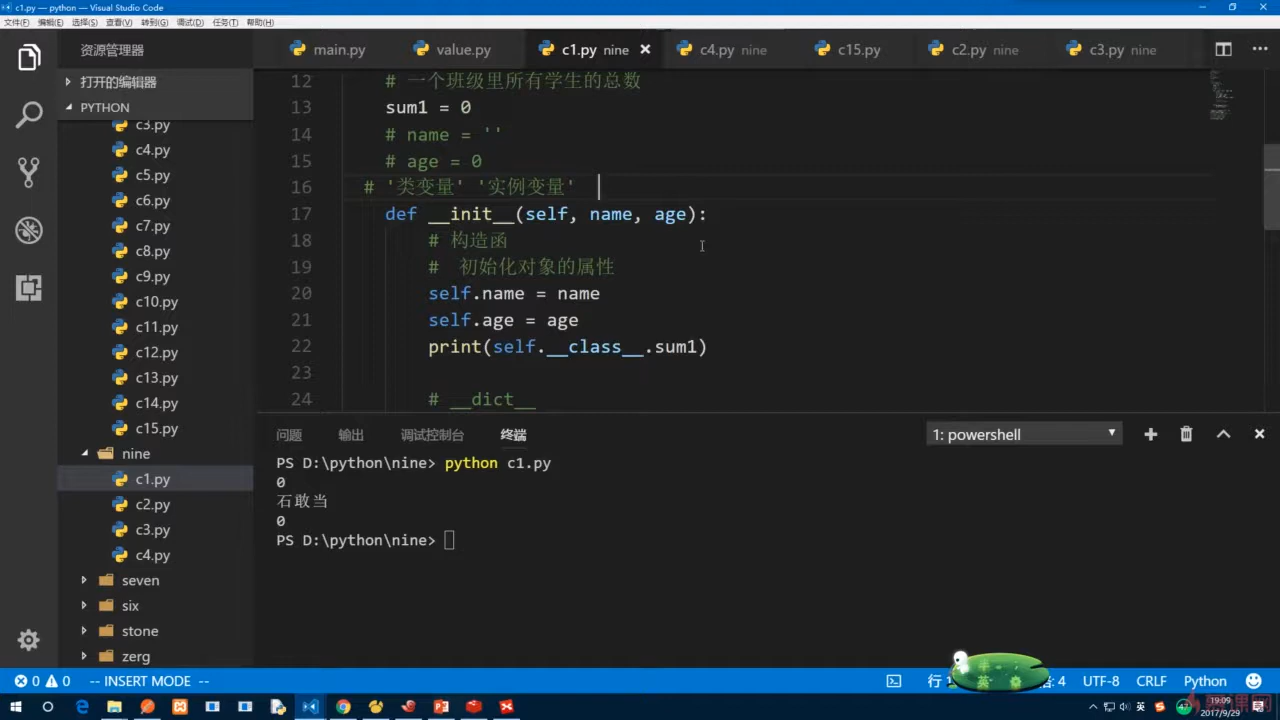 c1.py — python — Visual Studio Code
文件(F) 编辑(E) 选择(S) 查看(V) 转到(G) 调试(D) 任务(T) 帮助(H)
资源管理器
main.py value.py c1.py nine c4.py nine c15.py c2.py nine c3.py nine
打开的编辑器
PYTHON
c3.py
c4.py
c5.py
c6.py
c7.py
c8.py
c9.py
c10.py
c11.py
c12.py
c13.py
c14.py
c15.py
nine
c1.py
c2.py
c3.py
c4.py
seven
six
stone
zerg
12 # 一个班级里所有学生的总数
13 sum1 = 0
14 # name = ''
15 # age = 0
16 # '类变量' '实例变量'
17 def __init__(self, name, age):
18 # 构造函
19 # 初始化对象的属性
20 self.name = name
21 self.age = age
22 print(self.__class__.sum1)
23
24 # __dict__
问题 输出 调试控制台 终端 1: powershell
PS D:\python\nine> python c1.py
0
石敢当
0
PS D:\python\nine>
0 0 -- INSERT MODE -- 行 : 4 UTF-8 CRLF Python
英
47
19:09
2017/9/29